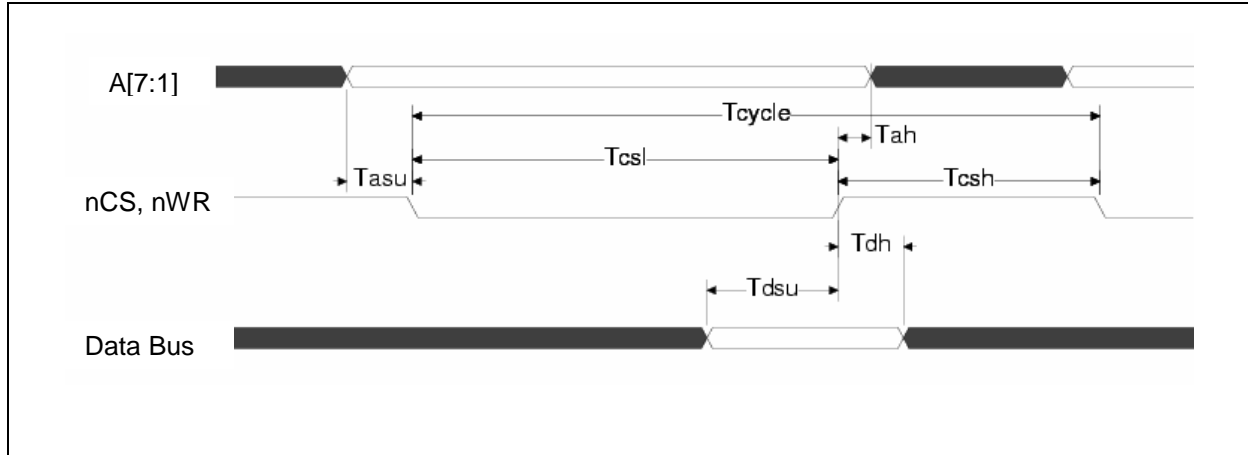 A[7:1]
Tcycle
Tah
Tcsl
Tasu
Tcsh
nCS, nWR
Tdh
Tdsu
Data Bus